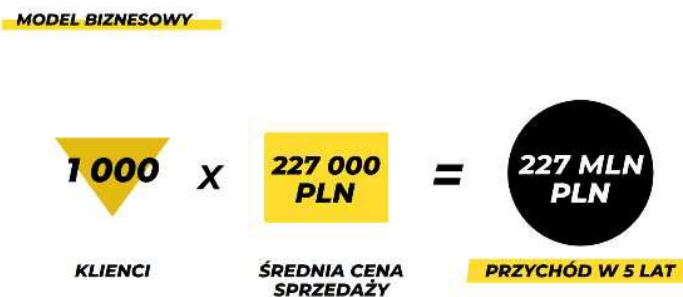 MODEL BIZNESOWY
1 000
X
227 000
PLN
=
227 MLN
PLN
KLIENCI
ŚREDNIA CENA
SPRZEDAŻY
PRZYCHÓD W 5 LAT